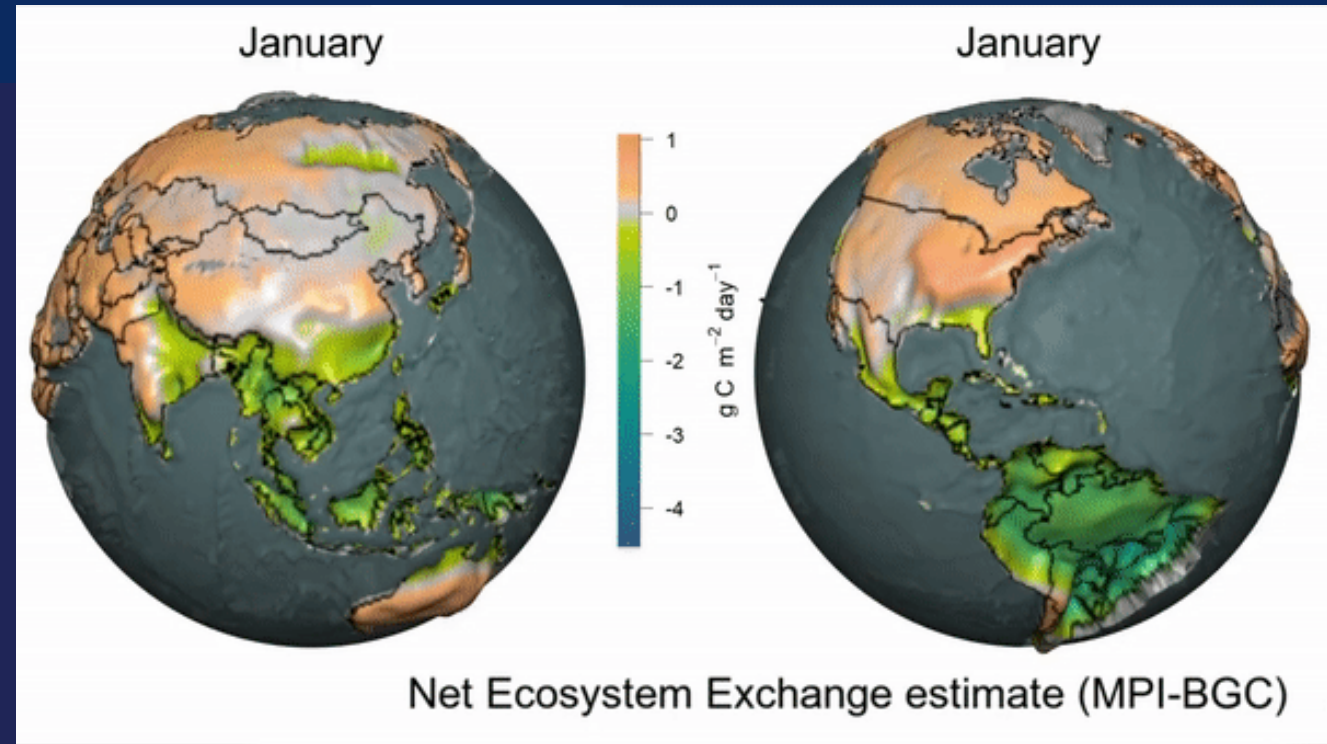 January
January
1
0
-1
-2
-3
-4
g C m⁻² day⁻¹
Net Ecosystem Exchange estimate (MPI-BGC)